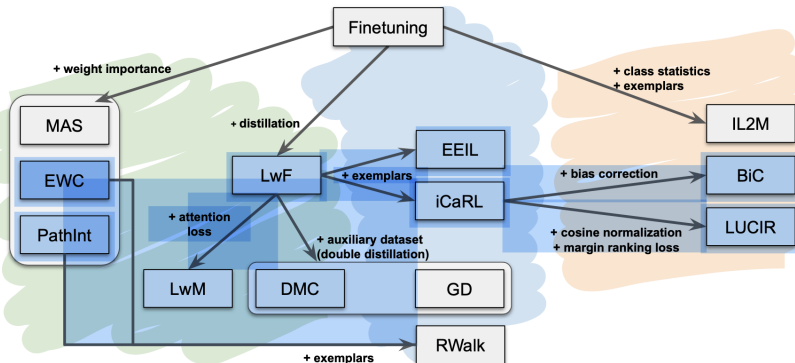 Finetuning
+ weight importance
+ class statistics
+ exemplars
MAS
+ distillation
IL2M
EEIL
EWC
LwF
+ exemplars
+ bias correction
BiC
iCaRL
PathInt
+ attention
loss
+ cosine normalization
+ margin ranking loss
LUCIR
+ auxiliary dataset
(double distillation)
LwM
DMC
GD
RWalk
+ exemplars